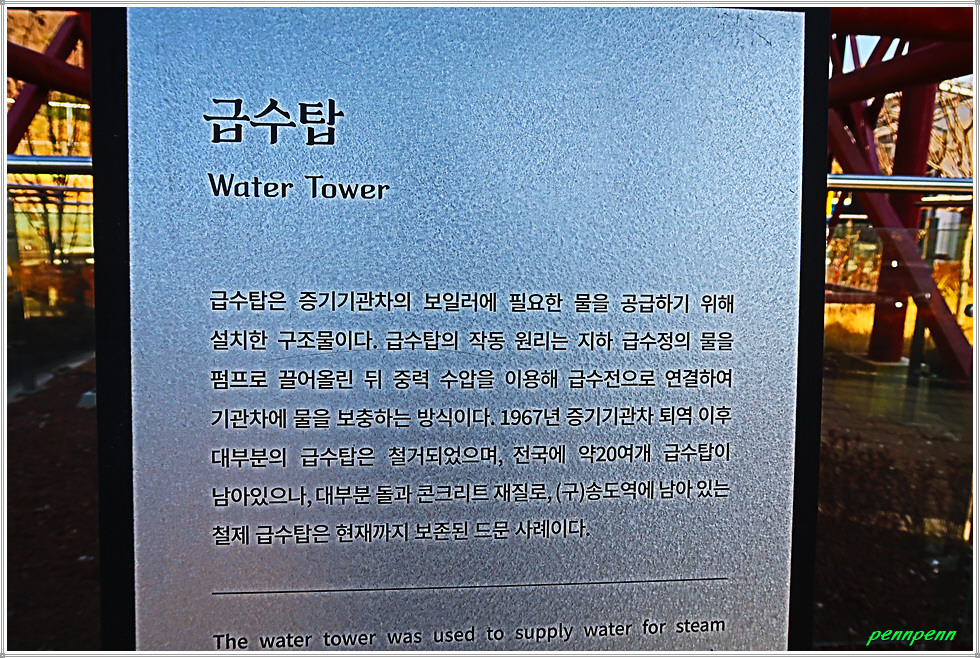 급수탑
Water Tower
급수탑은 증기기관차의 보일러에 필요한 물을 공급하기 위해
설치한 구조물이다. 급수탑의 작동 원리는 지하 급수정의 물을
펌프로 끌어올린 뒤 중력 수압을 이용해 급수전으로 연결하여
기관차에 물을 보충하는 방식이다. 1967년 증기기관차 퇴역 이후
대부분의 급수탑은 철거되었으며, 전국에 약20여개 급수탑이
남아있으나, 대부분 돌과 콘크리트 재질로, (구)송도역에 남아 있는
철제 급수탑은 현재까지 보존된 드문 사례이다.
The water tower was used to supply water for steam
pennpenn